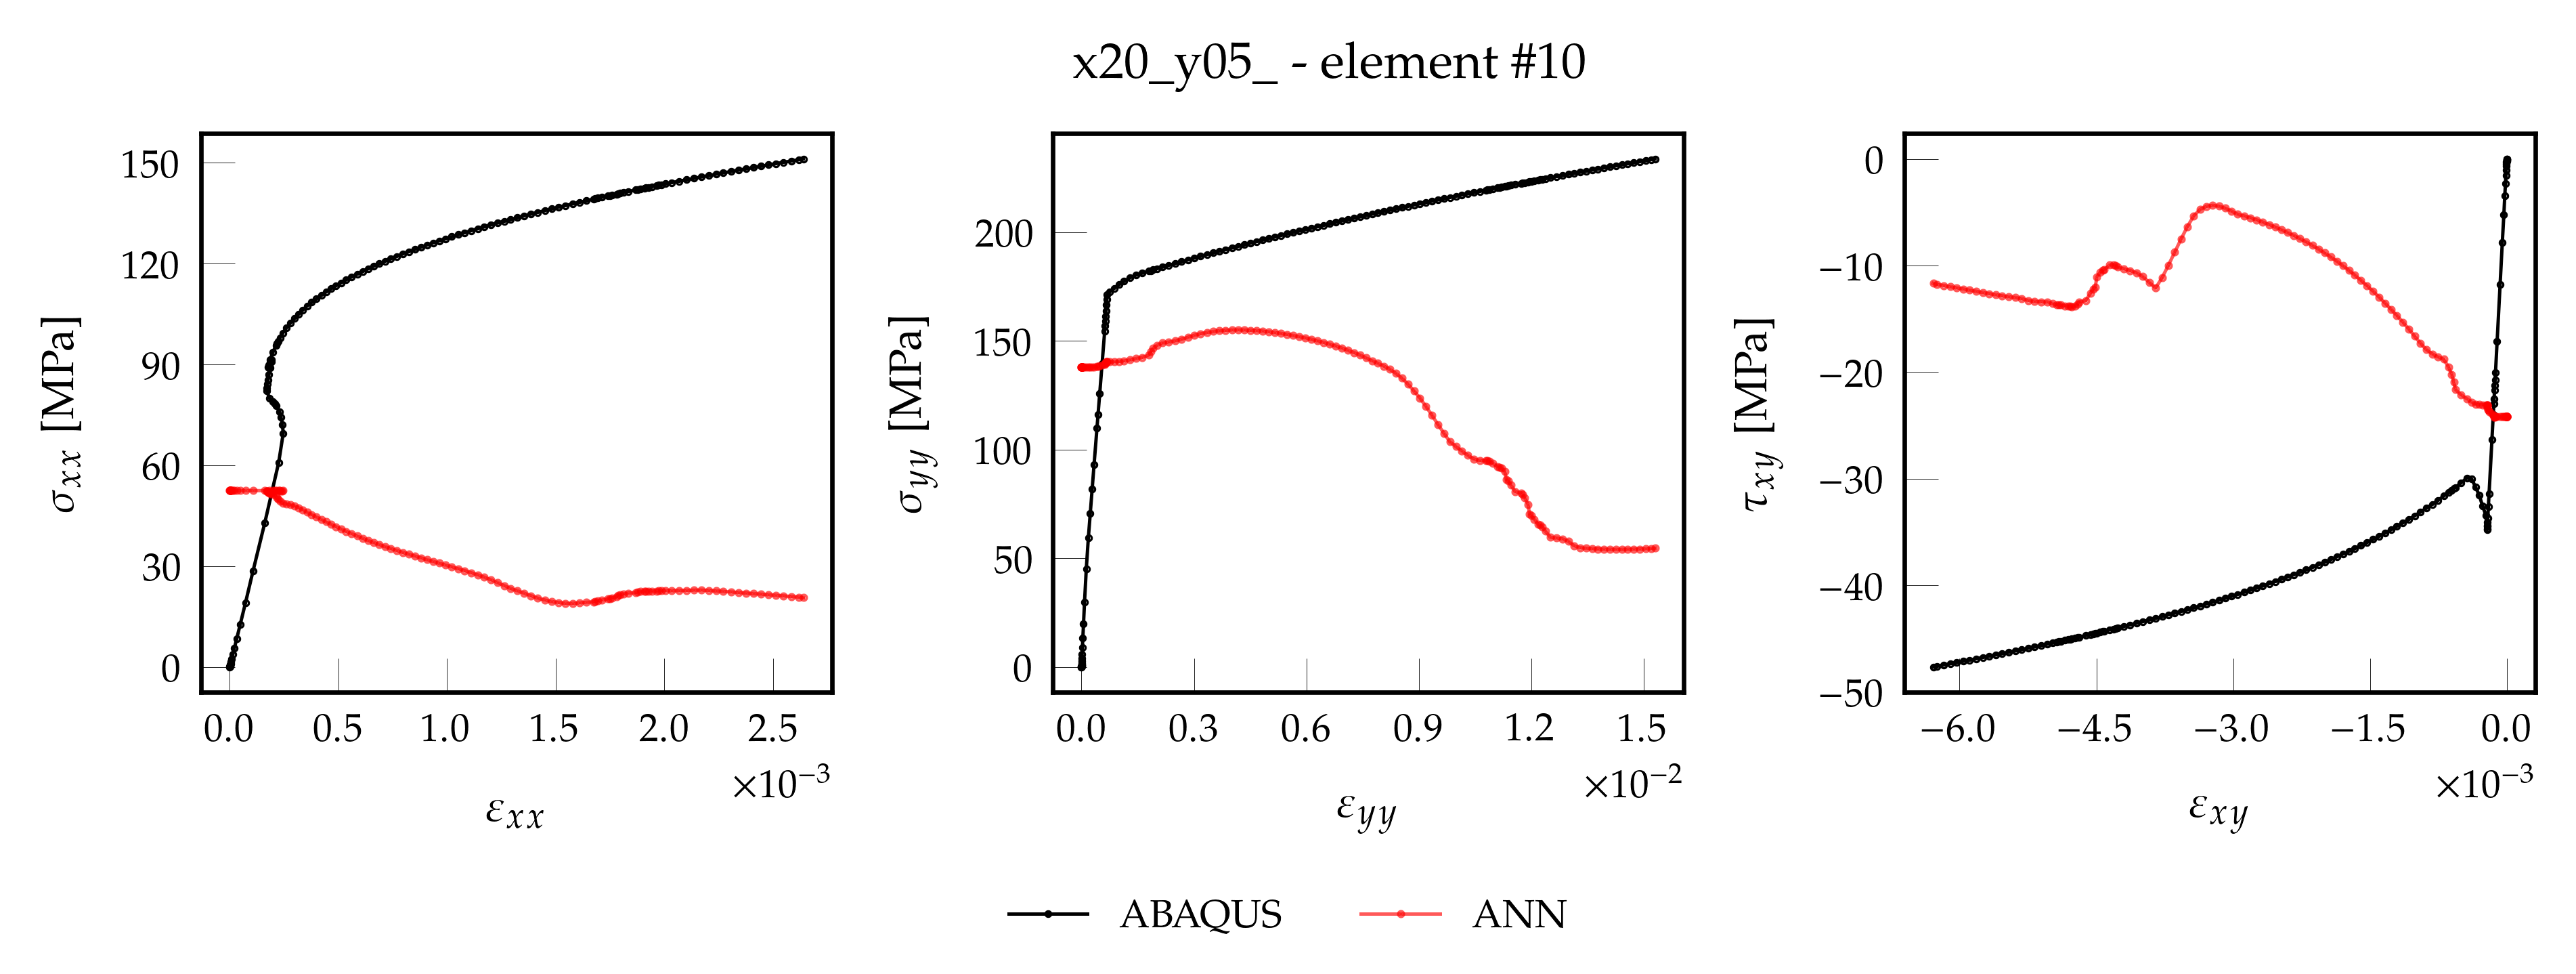 x20_y05_ - element #10
σxx [MPa]
150
120
90
60
30
0
0.0 0.5 1.0 1.5 2.0 2.5
×10⁻³
εxx
σyy [MPa]
200
150
100
50
0
0.0 0.3 0.6 0.9 1.2 1.5
×10⁻²
εyy
τxy [MPa]
0
−10
−20
−30
−40
−50
−6.0 −4.5 −3.0 −1.5 0.0
×10⁻³
εxy
ABAQUS ANN